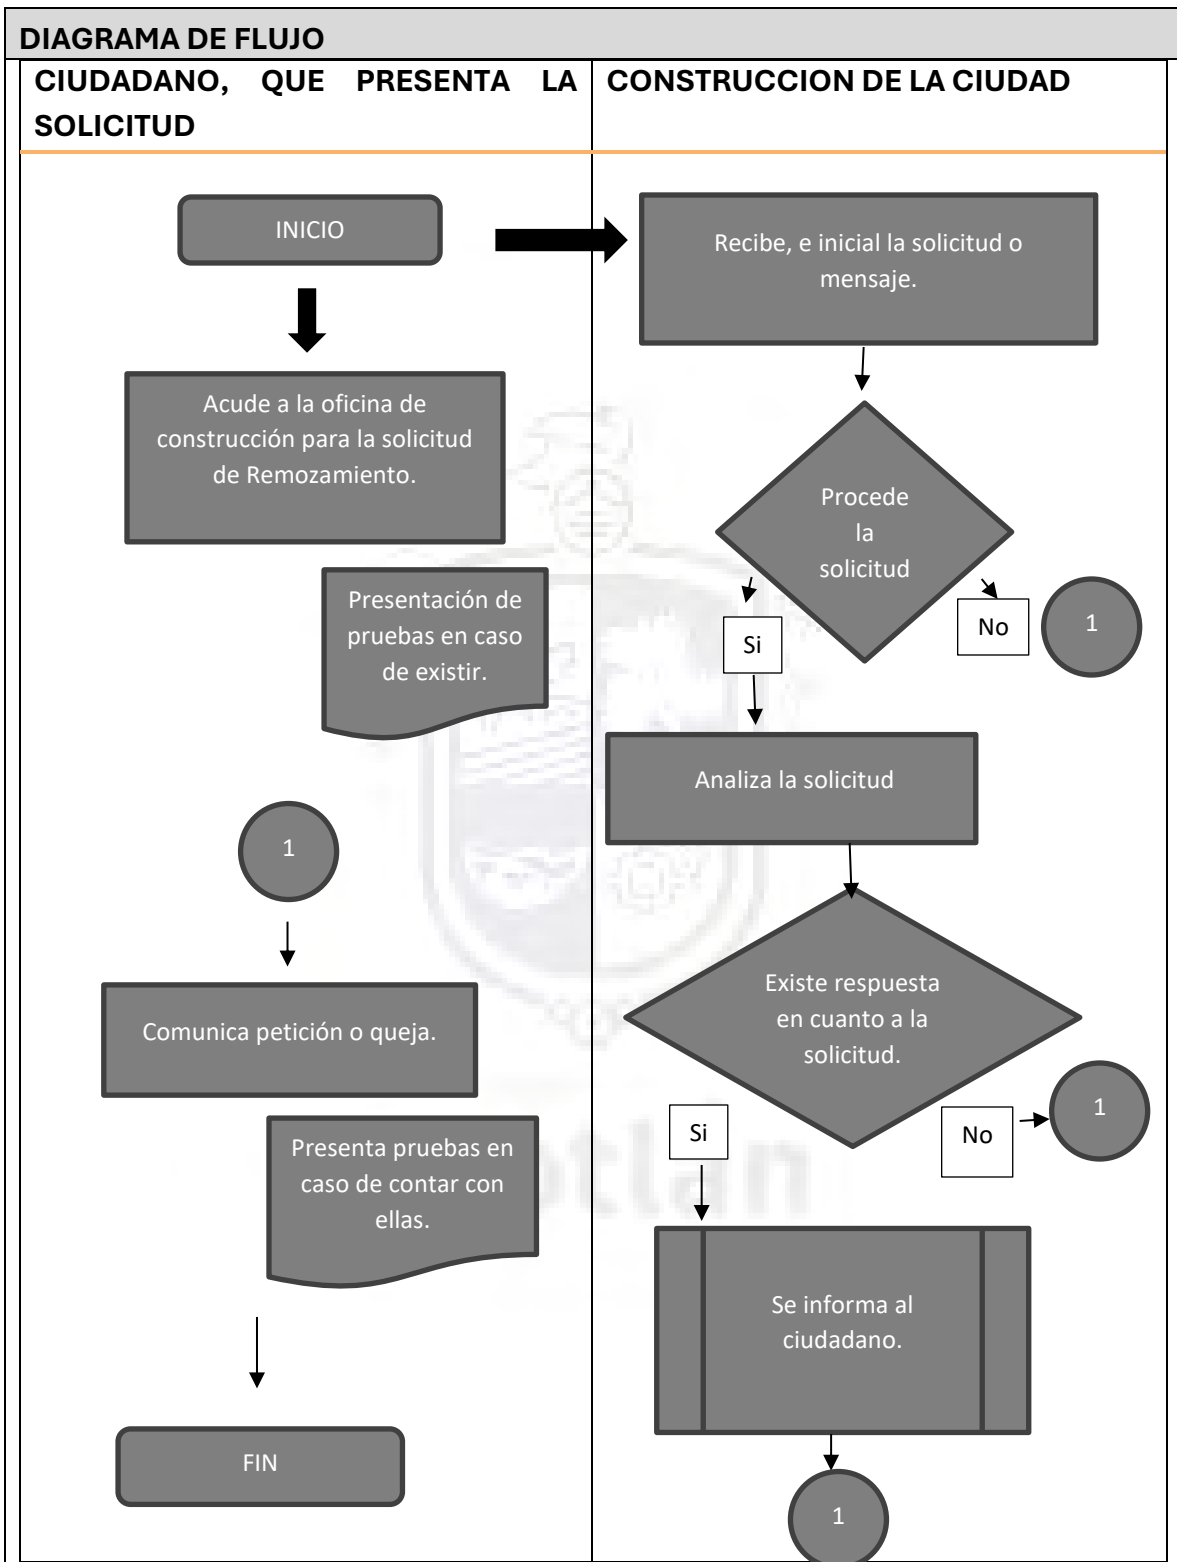 DIAGRAMA DE FLUJO
CIUDADANO, QUE PRESENTA LA
SOLICITUD
CONSTRUCCION DE LA CIUDAD
INICIO
Acude a la oficina de
construcción para la solicitud
de Remozamiento.
Presentación de
pruebas en caso
de existir.
1
Comunica petición o queja.
Presenta pruebas en
caso de contar con
ellas.
FIN
Recibe, e inicial la solicitud o
mensaje.
Procede
la
solicitud
Si
No
1
Analiza la solicitud
Existe respuesta
en cuanto a la
solicitud.
Si
No
1
Se informa al
ciudadano.
1